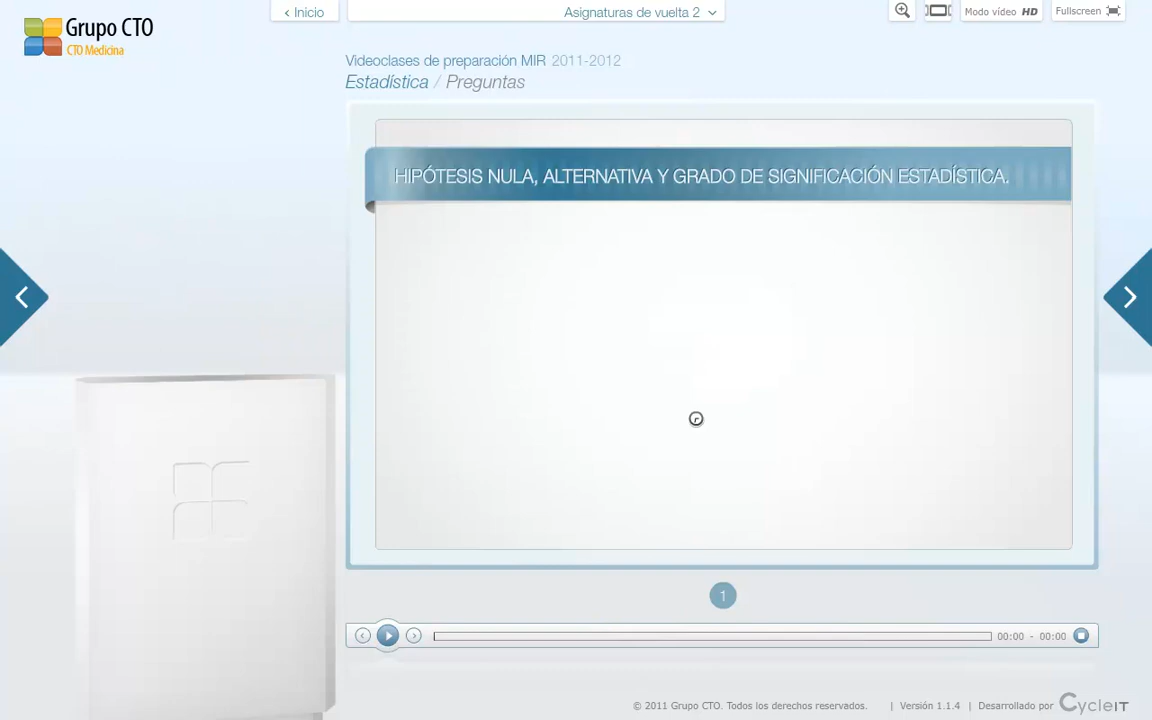 Grupo CTO
CTO Medicina
‹ Inicio
Asignaturas de vuelta 2
Modo vídeo HD
Fullscreen
Videoclases de preparación MIR 2011-2012
Estadística / Preguntas
HIPÓTESIS NULA, ALTERNATIVA Y GRADO DE SIGNIFICACIÓN ESTADÍSTICA.
1
00:00 - 00:00
© 2011 Grupo CTO. Todos los derechos reservados. | Versión 1.1.4 | Desarrollado por CycleIT